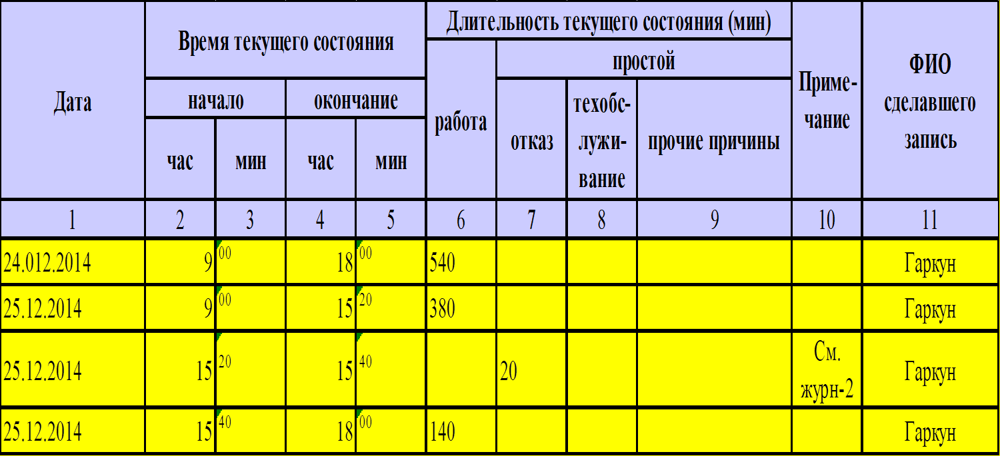 Дата
Время текущего состояния
Длительность текущего состояния (мин)
Приме-
чание
ФИО
сделавшего
запись
начало
окончание
работа
простой
час
мин
час
мин
отказ
техобс-
лужи-
вание
прочие причины
1 2 3 4 5 6 7 8 9 10 11
24.012.2014 9 00 18 00 540 Гаркун
25.12.2014 9 00 15 20 380 Гаркун
25.12.2014 15 20 15 40 20 См.
журн-2 Гаркун
25.12.2014 15 40 18 00 140 Гаркун